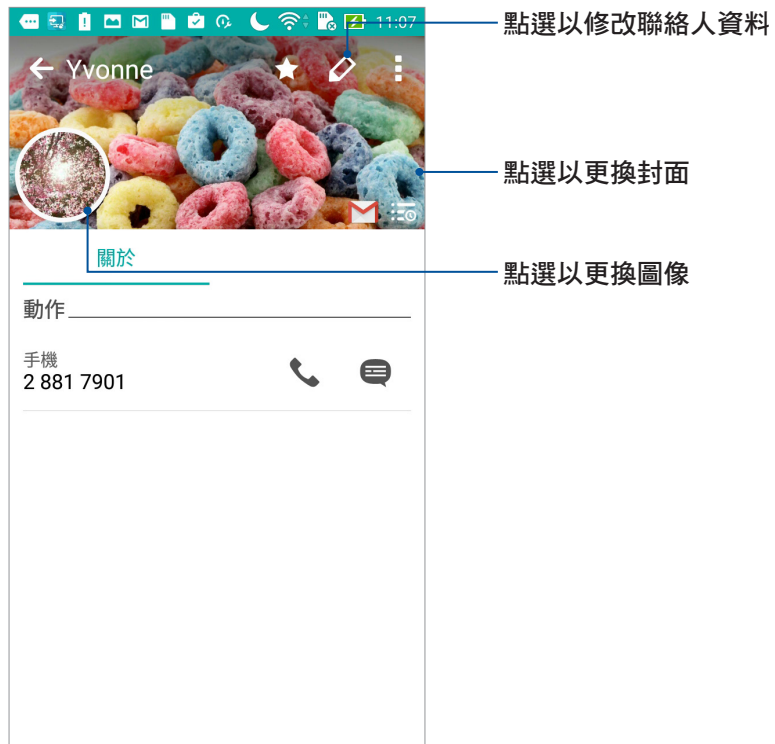 11:07
點選以修改聯絡人資料
Yvonne
點選以更換封面
關於
點選以更換圖像
動作
手機
2 881 7901